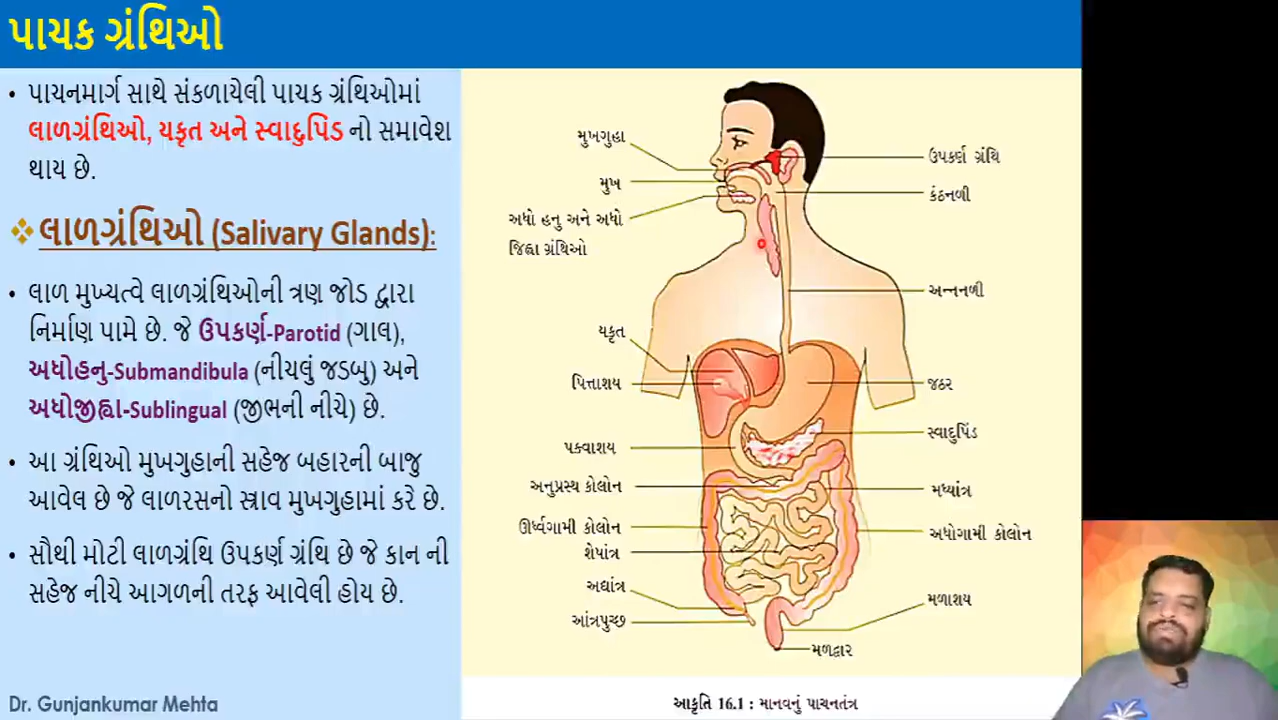 પાચક ગ્રંથિઓ
• પાચનમાર્ગ સાથે સંકળાયેલી પાચક ગ્રંથિઓમાં
લાળગ્રંથિઓ, યકૃત અને સ્વાદુપિંડ નો સમાવેશ
થાય છે.
❖ લાળગ્રંથિઓ (Salivary Glands):
• લાળ મુખ્યત્વે લાળગ્રંથિઓની ત્રણ જોડ દ્વારા
નિર્માણ પામે છે. જે ઉપકર્ણ-Parotid (ગાલ),
અધોહનુ-Submandibula (નીચલું જડબુ) અને
અધોજીહ્વા-Sublingual (જીભની નીચે) છે.
• આ ગ્રંથિઓ મુખગુહાની સહેજ બહારની બાજુ
આવેલ છે જે લાળરસનો સ્ત્રાવ મુખગુહામાં કરે છે.
• સૌથી મોટી લાળગ્રંથિ ઉપકર્ણ ગ્રંથિ છે જે કાન ની
સહેજ નીચે આગળની તરફ આવેલી હોય છે.
Dr. Gunjankumar Mehta
મુખગુહા
મુખ
અધો હનુ અને અધો
જિહ્વા ગ્રંથિઓ
યકૃત
પિત્તાશય
પક્વાશય
અનુપ્રસ્થ કોલોન
ઊર્ધ્વગામી કોલોન
શેષાંત્ર
અંધાંત્ર
આંત્રપુચ્છ
ઉપકર્ણ ગ્રંથિ
કંઠનળી
અન્નનળી
જઠર
સ્વાદુપિંડ
મધ્યાંત્ર
અધોગામી કોલોન
મળાશય
મળદ્વાર
આકૃતિ 16.1 : માનવનું પાચનતંત્ર